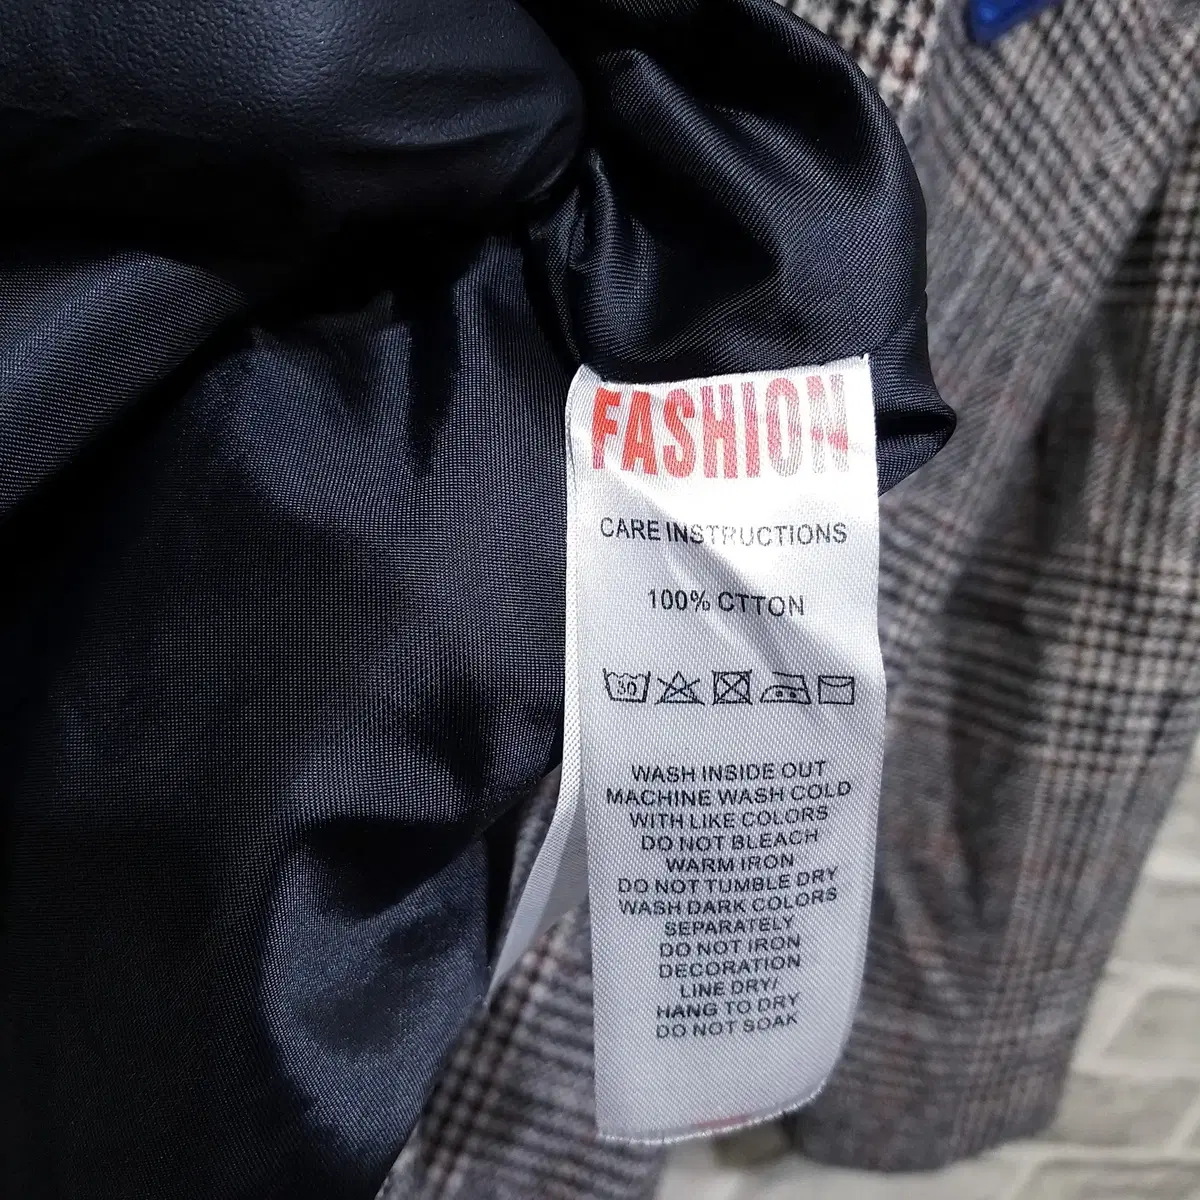 FASHION
CARE INSTRUCTIONS
100% CTTON
30
WASH INSIDE OUT
MACHINE WASH COLD
WITH LIKE COLORS
DO NOT BLEACH
WARM IRON
DO NOT TUMBLE DRY
WASH DARK COLORS
SEPARATELY
DO NOT IRON
DECORATION
LINE DRY/
HANG TO DRY
DO NOT SOAK